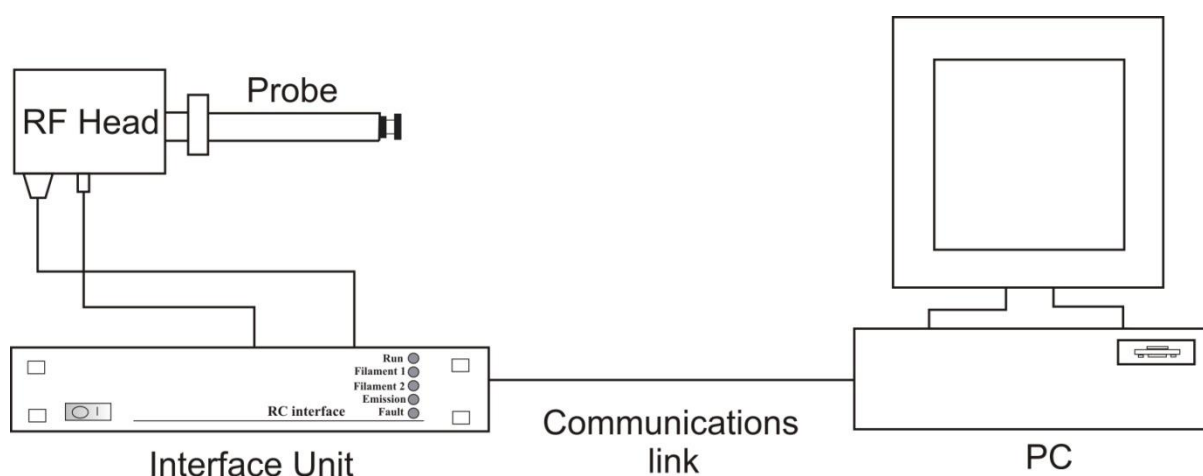 RF Head
Probe
Run
Filament 1
Filament 2
Emission
Fault
RC interface
O I
Interface Unit
Communications
link
PC